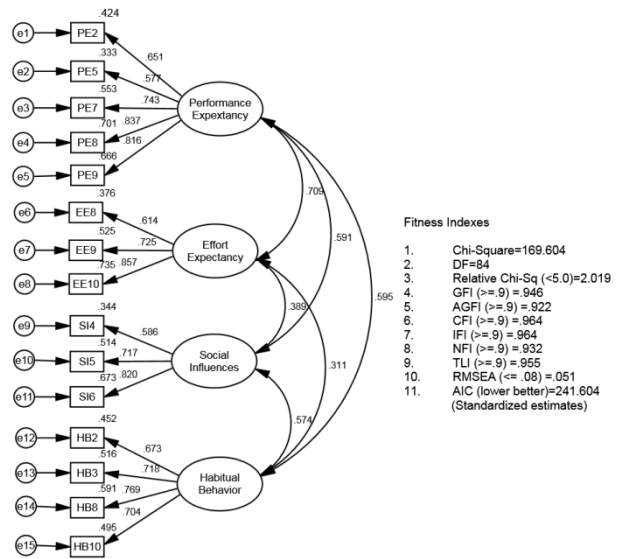 .424
e1 PE2
.333
.651
e2 PE5
.577
.553
.743
e3 PE7
Performance
Expextancy
.701 .837
e4 PE8
.816
.666
e5 PE9
.376
e6 EE8
.614
.709
.525
.725
e7 EE9
Effort
Expectancy
.735 .857
e8 EE10
.591
.595
.344
.389
e9 SI4
.586
.514
.717
e10 SI5
Social
Influences
.311
.673 .820
e11 SI6
.452
.574
e12 HB2
.673
.516
.718
e13 HB3
Habitual
Behavior
.591 .769
e14 HB8
.704
.495
e15 HB10
Fitness Indexes
1. Chi-Square=169.604
2. DF=84
3. Relative Chi-Sq (<5.0)=2.019
4. GFI (>=.9) =.946
5. AGFI (>=.9) =.922
6. CFI (>=.9) =.964
7. IFI (>=.9) =.964
8. NFI (>=.9) =.932
9. TLI (>=.9) =.955
10. RMSEA (<= .08) =.051
11. AIC (lower better)=241.604
(Standardized estimates)